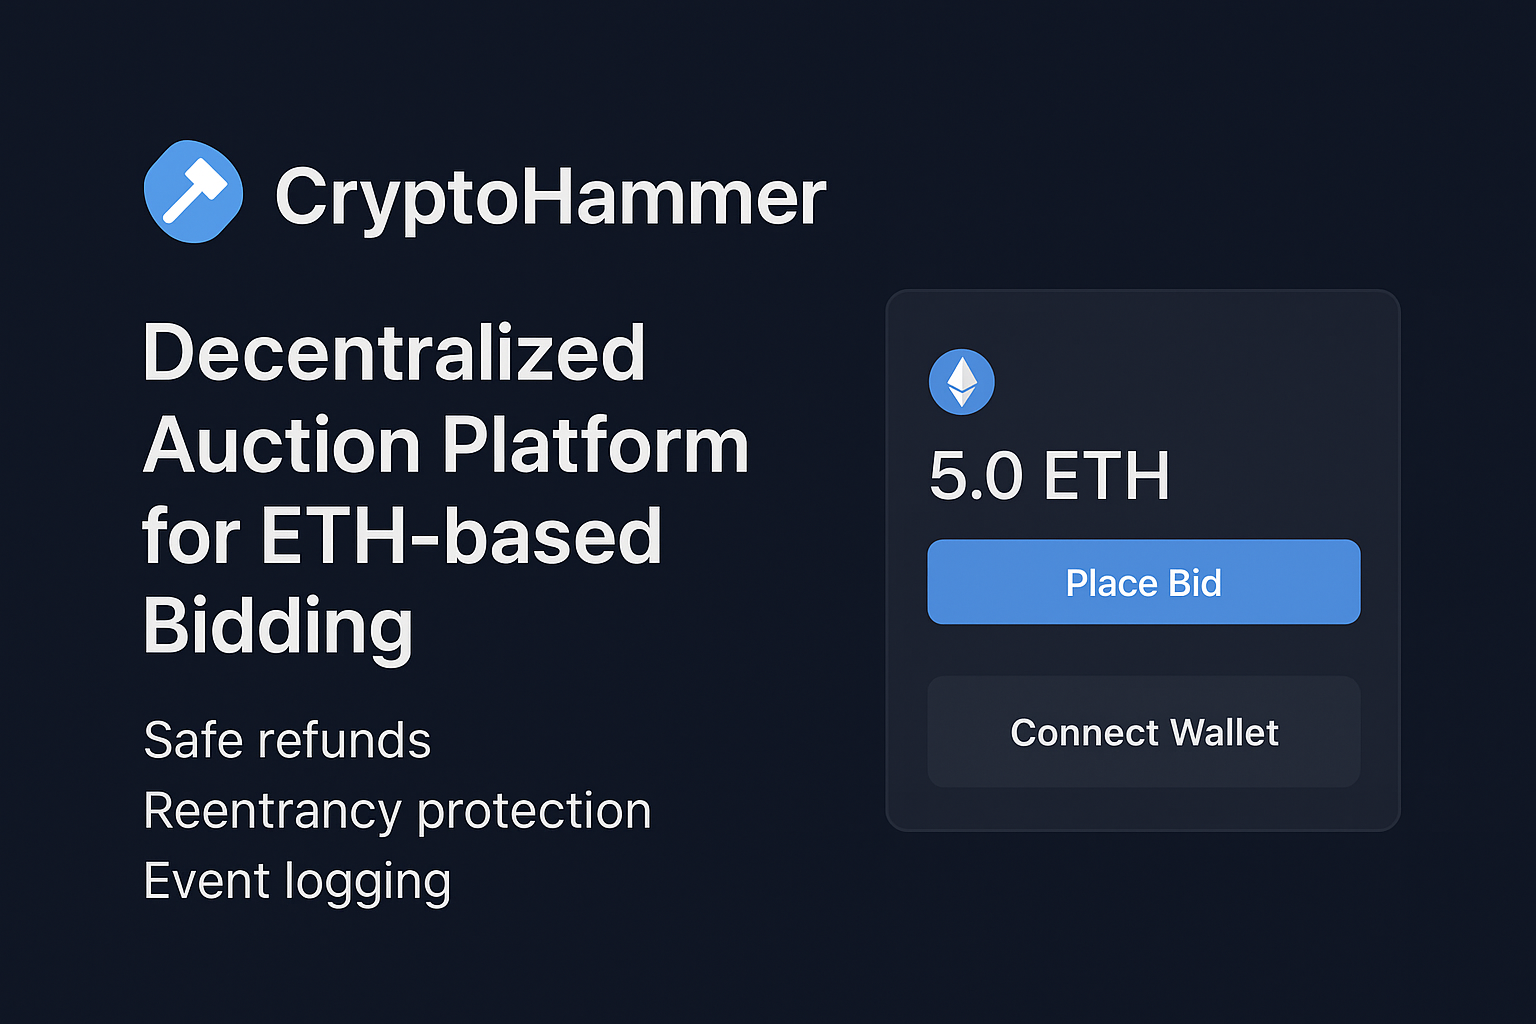 CryptoHammer
Decentralized
Auction Platform
for ETH-based
Bidding
Safe refunds
Reentrancy protection
Event logging
5.0 ETH
Place Bid
Connect Wallet